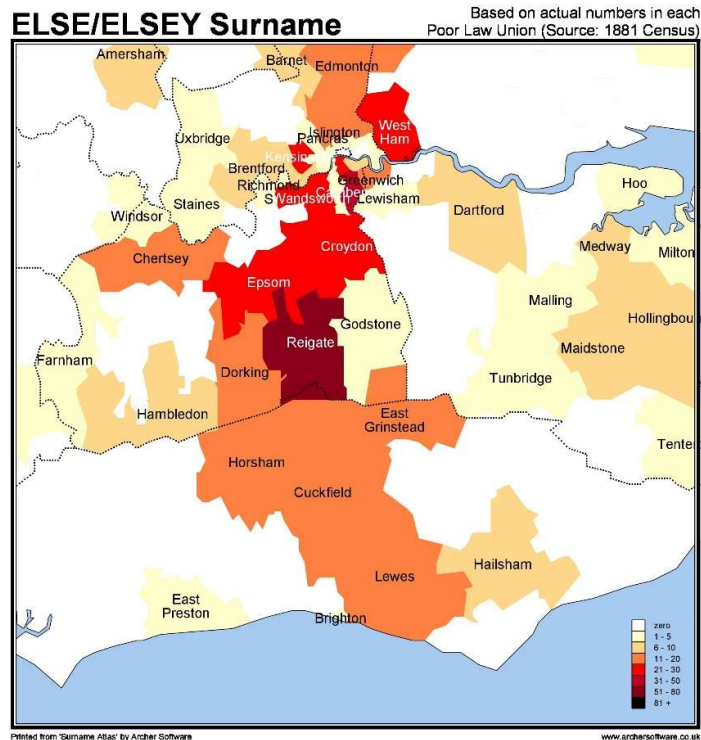 ELSE/ELSEY Surname
Based on actual numbers in each
Poor Law Union (Source: 1881 Census)
Amersham
Barnet
Edmonton
West
Ham
Islington
Pancras
Uxbridge
Brentford
Richmond
Greenwich
Lewisham
Wandsworth
Hoo
Staines
Windsor
Dartford
Chertsey
Croydon
Medway
Milton
Epsom
Malling
Hollingbou
Godstone
Reigate
Maidstone
Farnham
Dorking
Tunbridge
Hambledon
East
Grinstead
Tenter
Horsham
Cuckfield
Hailsham
Lewes
East
Preston
Brighton
zero
1 - 5
6 - 10
11 - 20
21 - 30
31 - 50
51 - 80
81 +
Printed from 'Surname Atlas' by Archer Software
www.archersoftware.co.uk